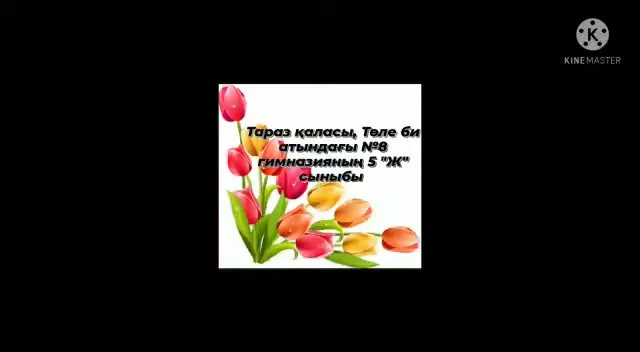 KINEMASTER
Тараз қаласы, Төле би
атындағы №8
гимназияның 5 "Ж"
сыныбы